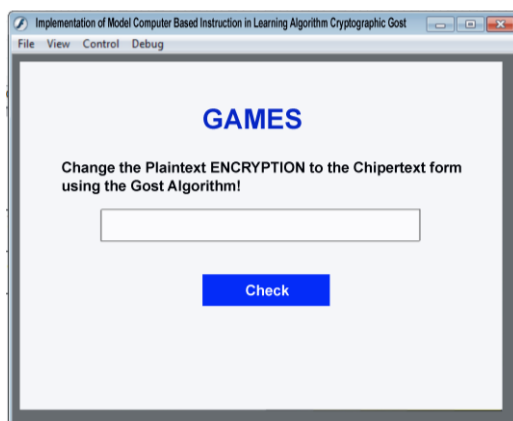 Implementation of Model Computer Based Instruction in Learning Algorithm Cryptographic Gost
File View Control Debug
GAMES
Change the Plaintext ENCRYPTION to the Chipertext form
using the Gost Algorithm!
Check